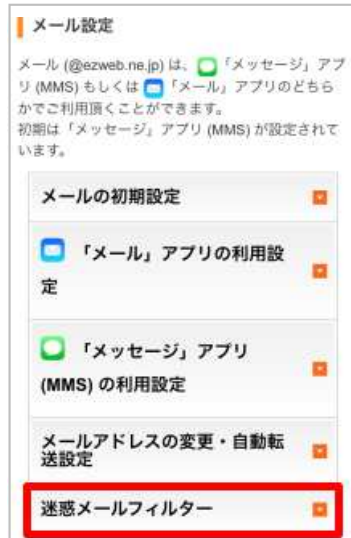 メール設定
メール (@ezweb.ne.jp) は、「メッセージ」アプ
リ (MMS) もしくは「メール」アプリのどちら
かでご利用頂くことができます。
初期は「メッセージ」アプリ (MMS) が設定されて
います。
メールの初期設定
「メール」アプリの利用設
定
「メッセージ」アプリ
(MMS) の利用設定
メールアドレスの変更・自動転
送設定
迷惑メールフィルター